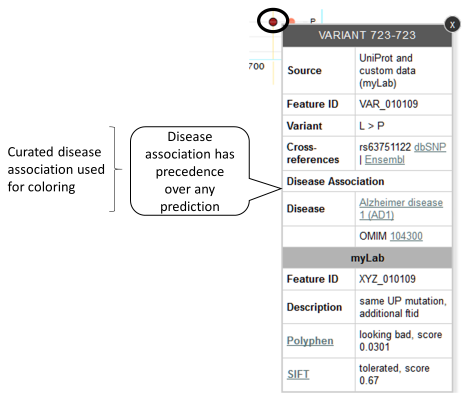 P
X
VARIANT 723-723
700
Source
UniProt and
custom data
(myLab)
Feature ID
VAR_010109
Variant
L > P
Cross-
references
rs63751122 dbSNP
| Ensembl
Disease Association
Disease
Alzheimer disease
1 (AD1)
OMIM 104300
myLab
Feature ID
XYZ_010109
Description
same UP mutation,
additional ftid
Polyphen
looking bad, score
0.0301
SIFT
tolerated, score
0.67
Curated disease
association used
for coloring
Disease
association has
precedence
over any
prediction